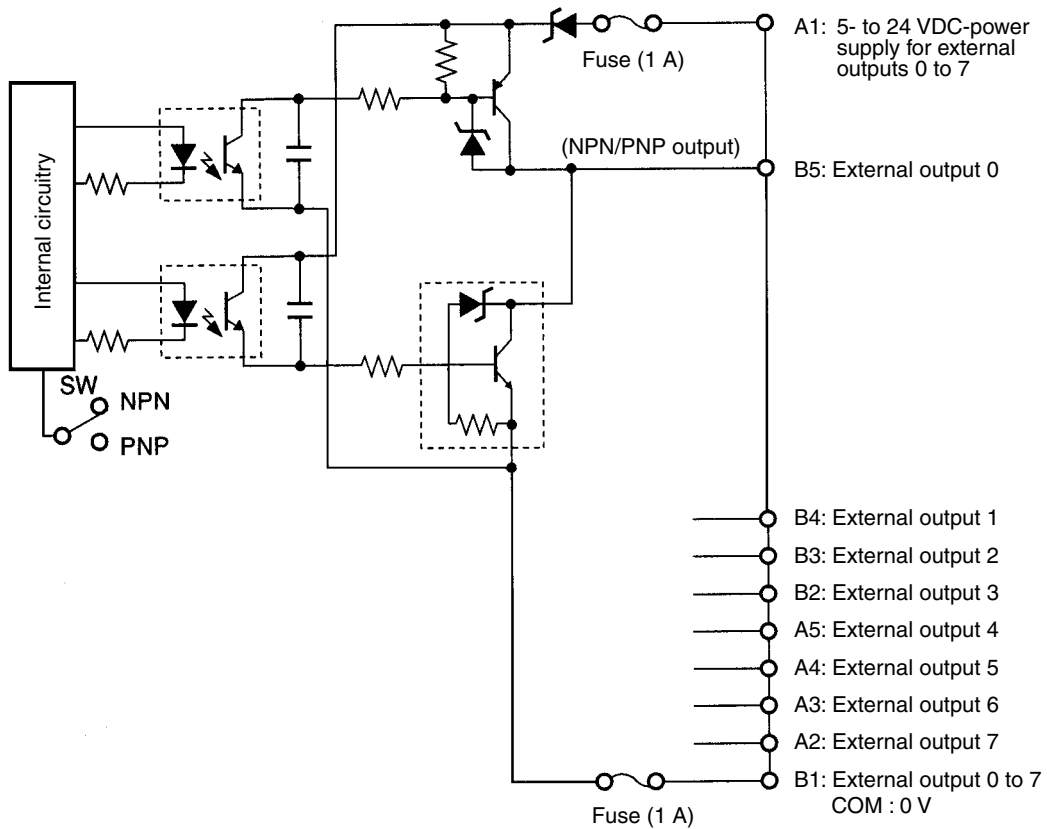 A1: 5- to 24 VDC-power
supply for external
outputs 0 to 7
Fuse (1 A)
(NPN/PNP output)
B5: External output 0
Internal circuitry
SW
NPN
PNP
B4: External output 1
B3: External output 2
B2: External output 3
A5: External output 4
A4: External output 5
A3: External output 6
A2: External output 7
B1: External output 0 to 7
COM : 0 V
Fuse (1 A)